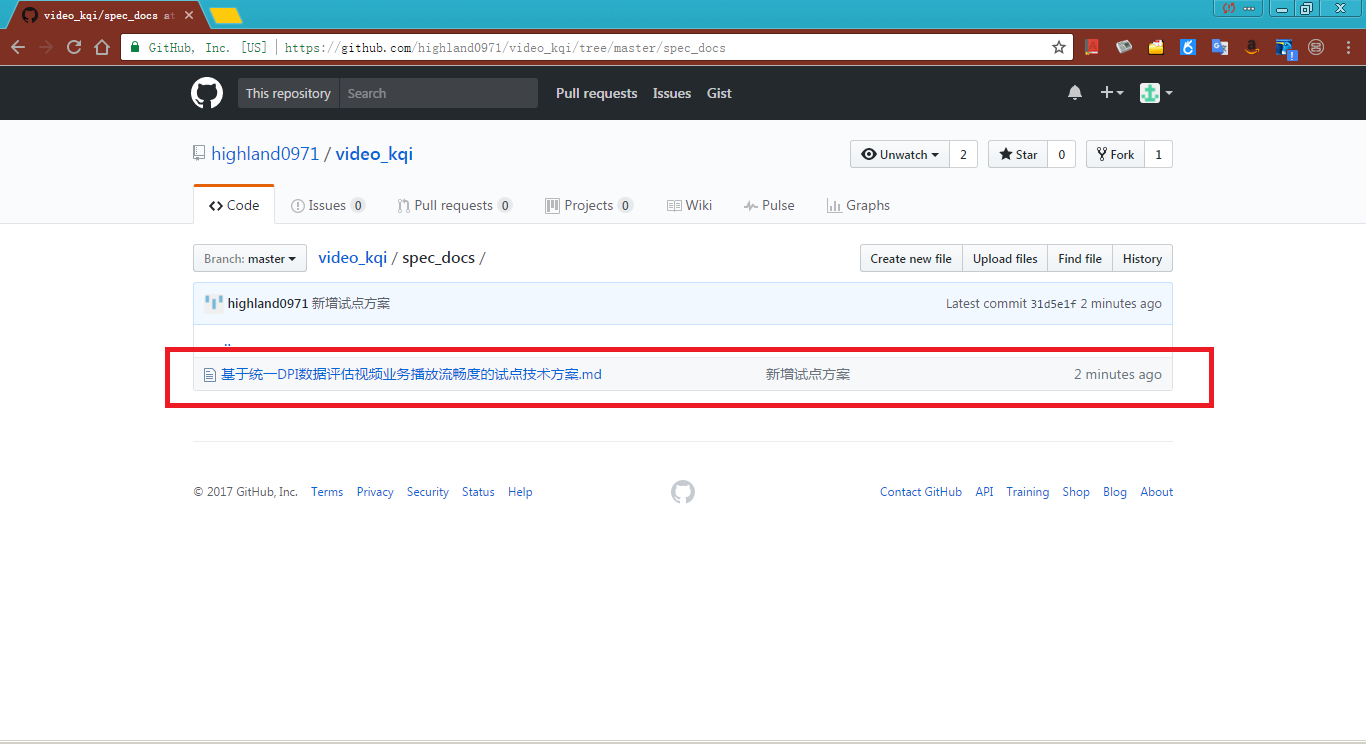 video_kqi/spec_docs at
GitHub, Inc. [US] https://github.com/highland0971/video_kqi/tree/master/spec_docs
This repository Search Pull requests Issues Gist
highland0971 / video_kqi Unwatch 2 Star 0 Fork 1
Code Issues 0 Pull requests 0 Projects 0 Wiki Pulse Graphs
Branch: master video_kqi / spec_docs / Create new file Upload files Find file History
highland0971 新增试点方案 Latest commit 31d5e1f 2 minutes ago
..
基于统一DPI数据评估视频业务播放流畅度的试点技术方案.md 新增试点方案 2 minutes ago
© 2017 GitHub, Inc. Terms Privacy Security Status Help Contact GitHub API Training Shop Blog About